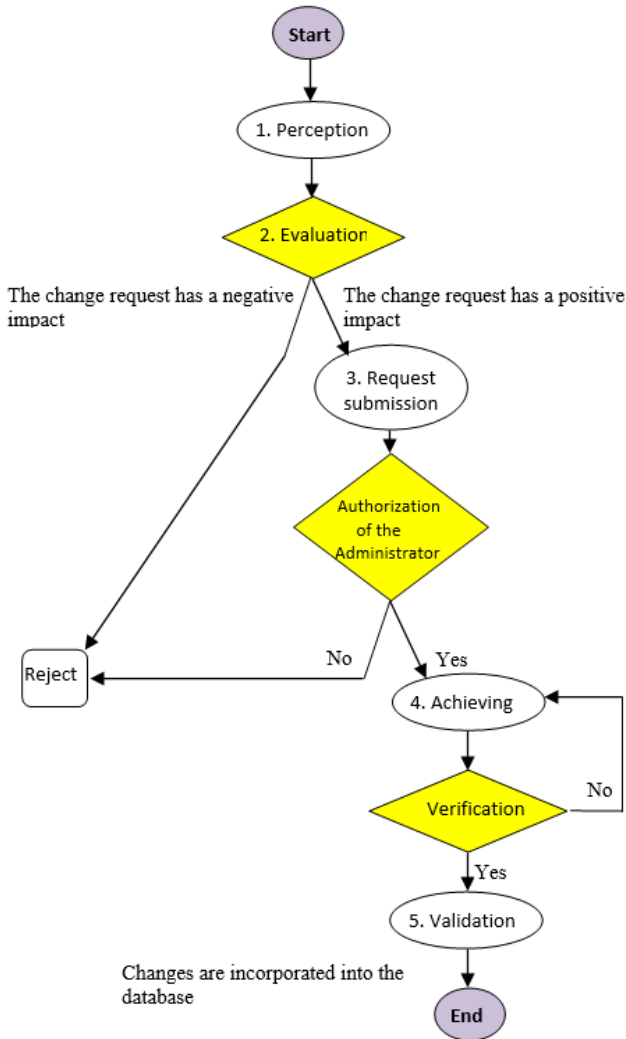 Start
1. Perception
2. Evaluation
The change request has a negative
impact
The change request has a positive
impact
3. Request
submission
Authorization
of the
Administrator
No
Yes
Reject
4. Achieving
Verification
No
Yes
5. Validation
Changes are incorporated into the
database
End